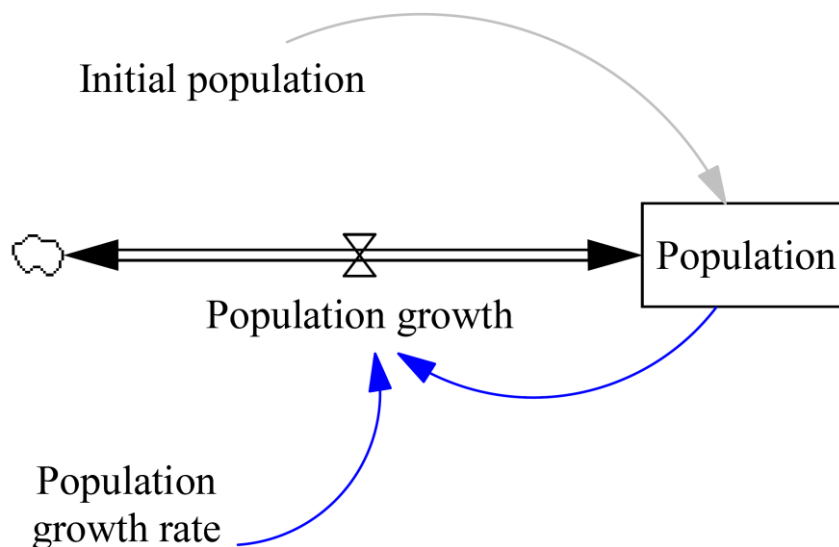 Initial population
Population
Population growth
Population
growth rate